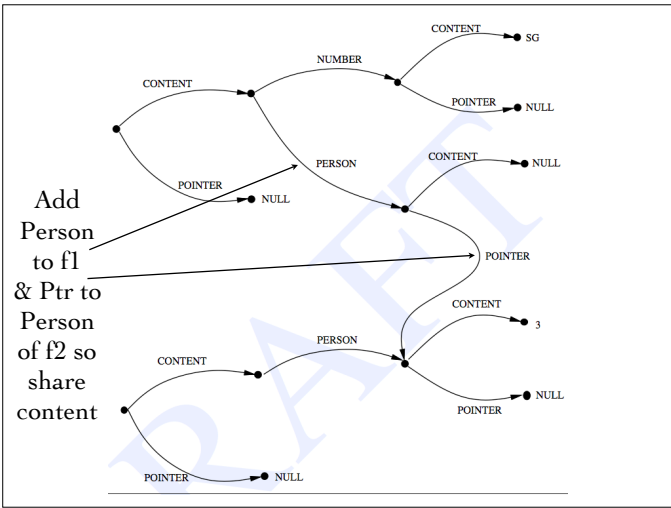 CONTENT
SG
NUMBER
CONTENT
POINTER
NULL
CONTENT
PERSON
NULL
POINTER
NULL
Add
Person
to f1
& Ptr to
Person
of f2 so
share
content
POINTER
CONTENT
3
PERSON
CONTENT
NULL
POINTER
POINTER
NULL
RAFT